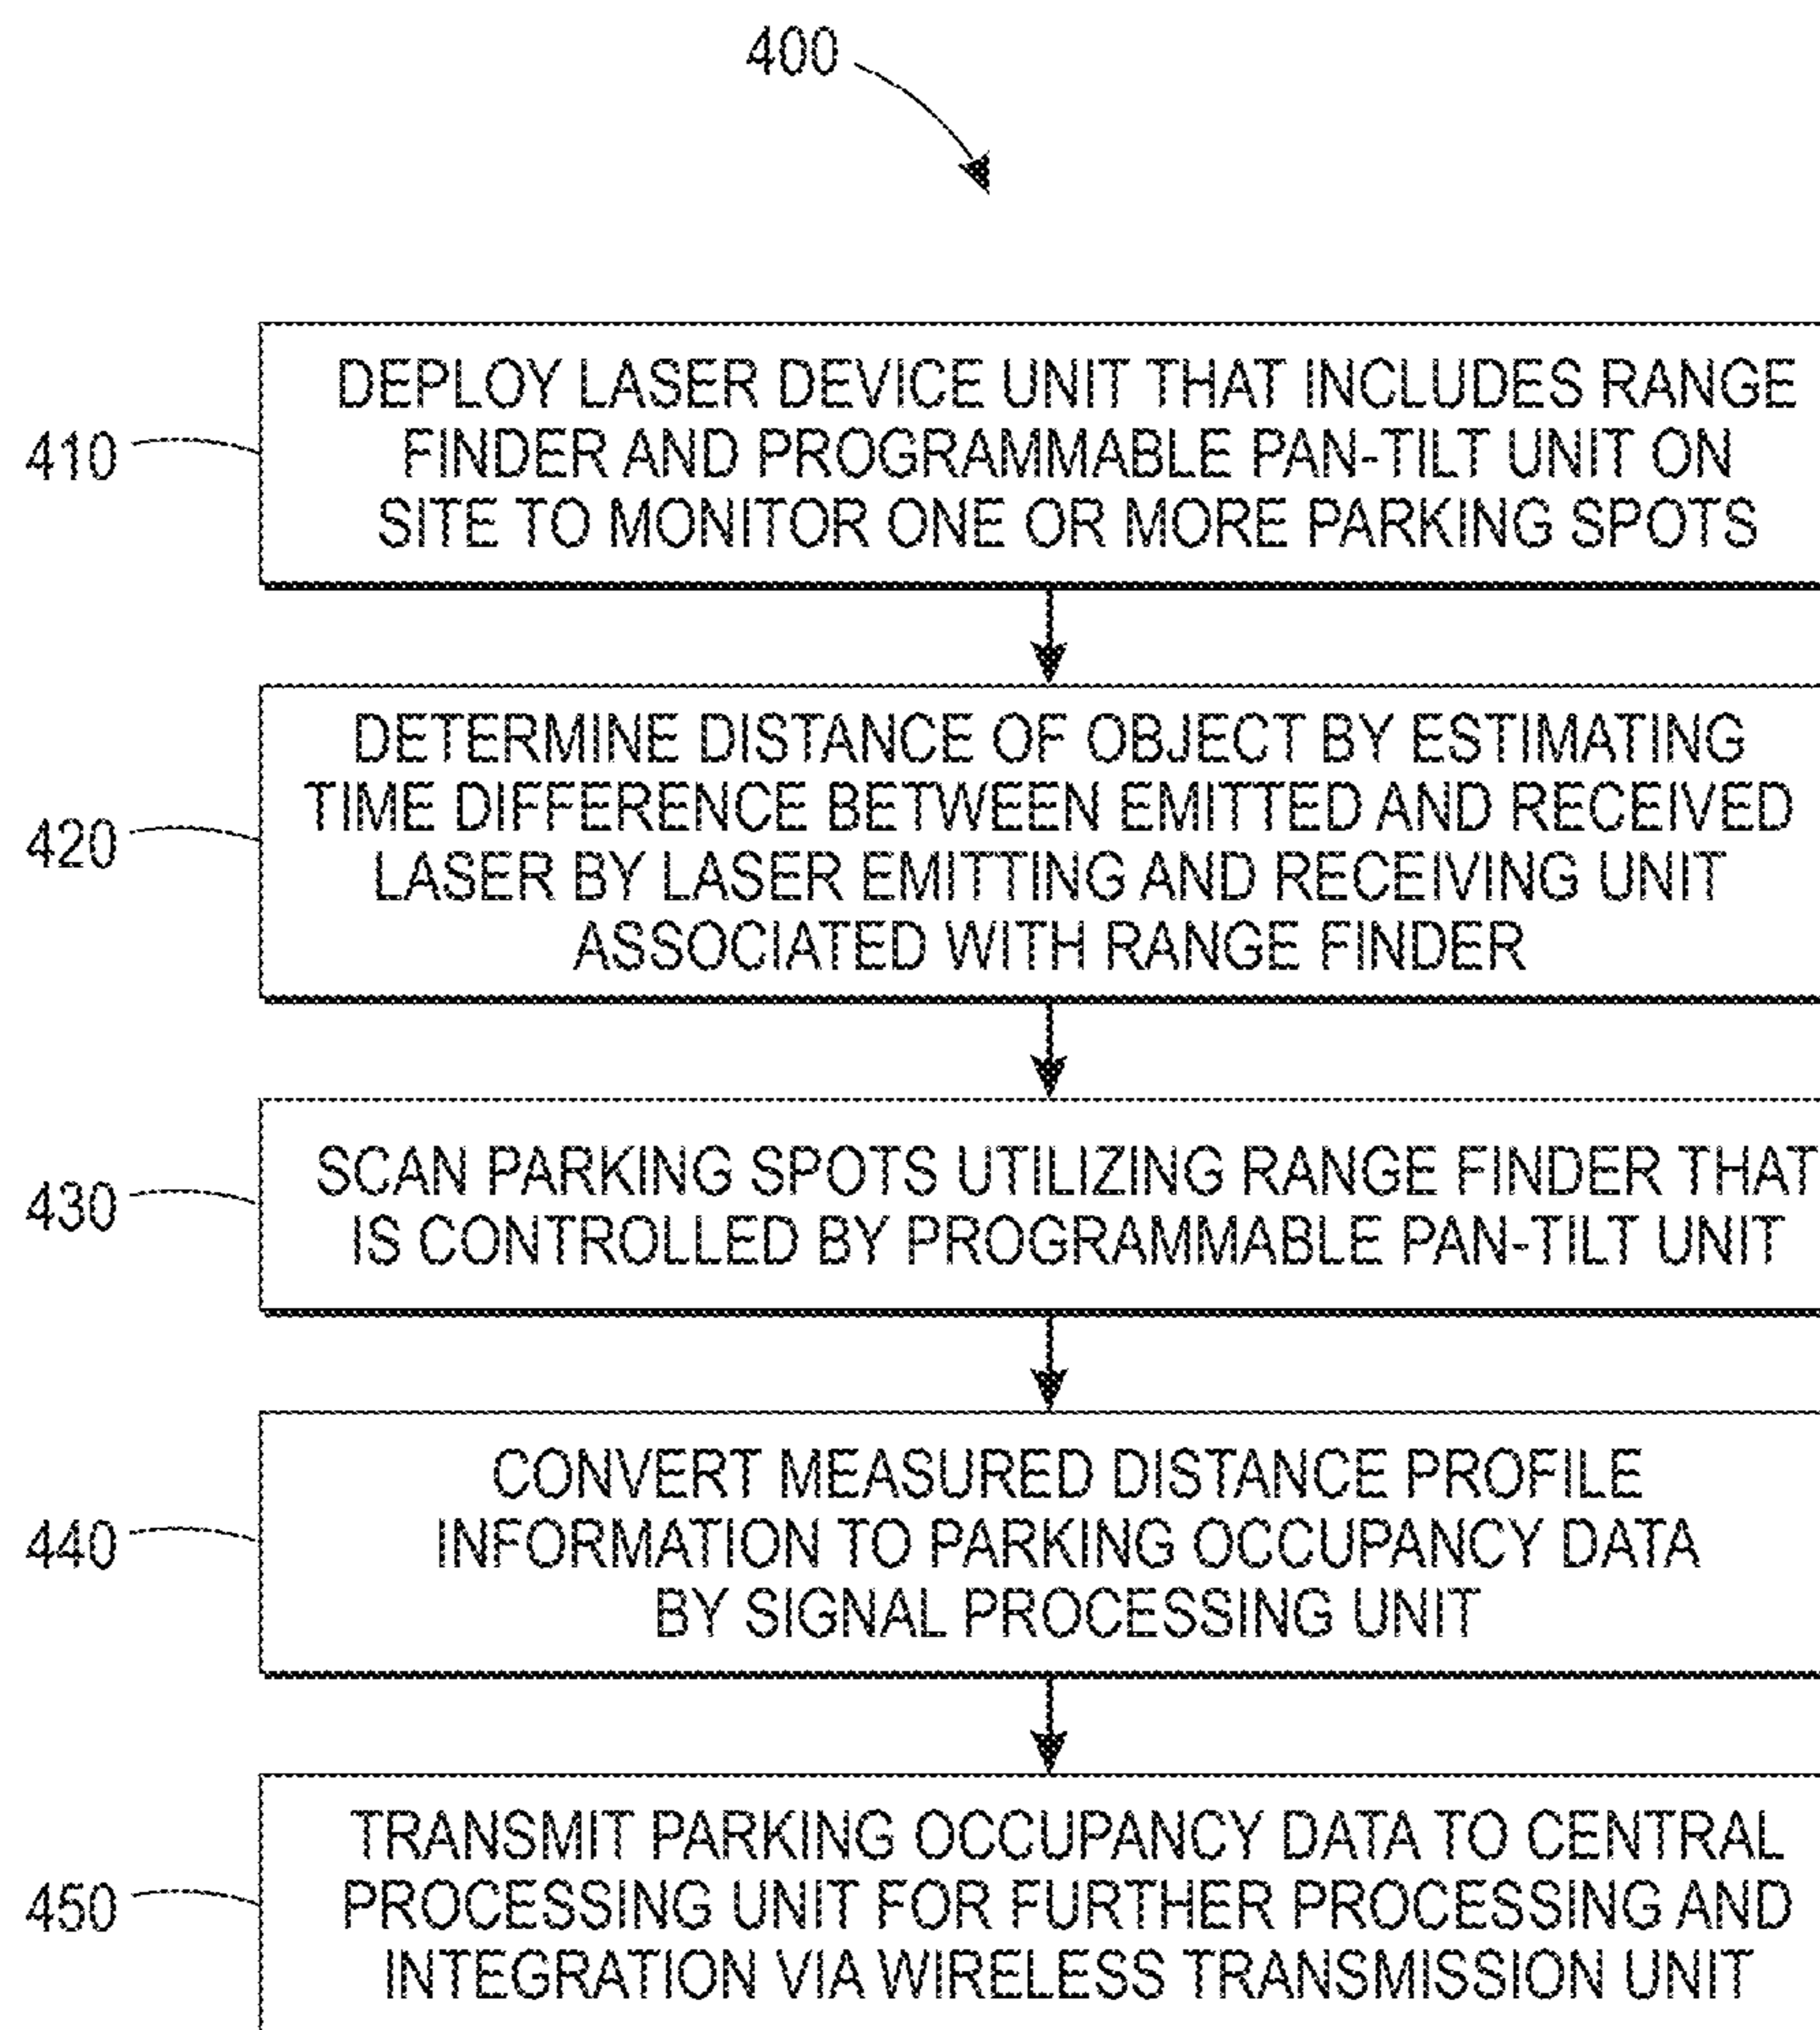 400
410
DEPLOY LASER DEVICE UNIT THAT INCLUDES RANGE
FINDER AND PROGRAMMABLE PAN-TILT UNIT ON
SITE TO MONITOR ONE OR MORE PARKING SPOTS
420
DETERMINE DISTANCE OF OBJECT BY ESTIMATING
TIME DIFFERENCE BETWEEN EMITTED AND RECEIVED
LASER BY LASER EMITTING AND RECEIVING UNIT
ASSOCIATED WITH RANGE FINDER
430
SCAN PARKING SPOTS UTILIZING RANGE FINDER THAT
IS CONTROLLED BY PROGRAMMABLE PAN-TILT UNIT
440
CONVERT MEASURED DISTANCE PROFILE
INFORMATION TO PARKING OCCUPANCY DATA
BY SIGNAL PROCESSING UNIT
450
TRANSMIT PARKING OCCUPANCY DATA TO CENTRAL
PROCESSING UNIT FOR FURTHER PROCESSING AND
INTEGRATION VIA WIRELESS TRANSMISSION UNIT